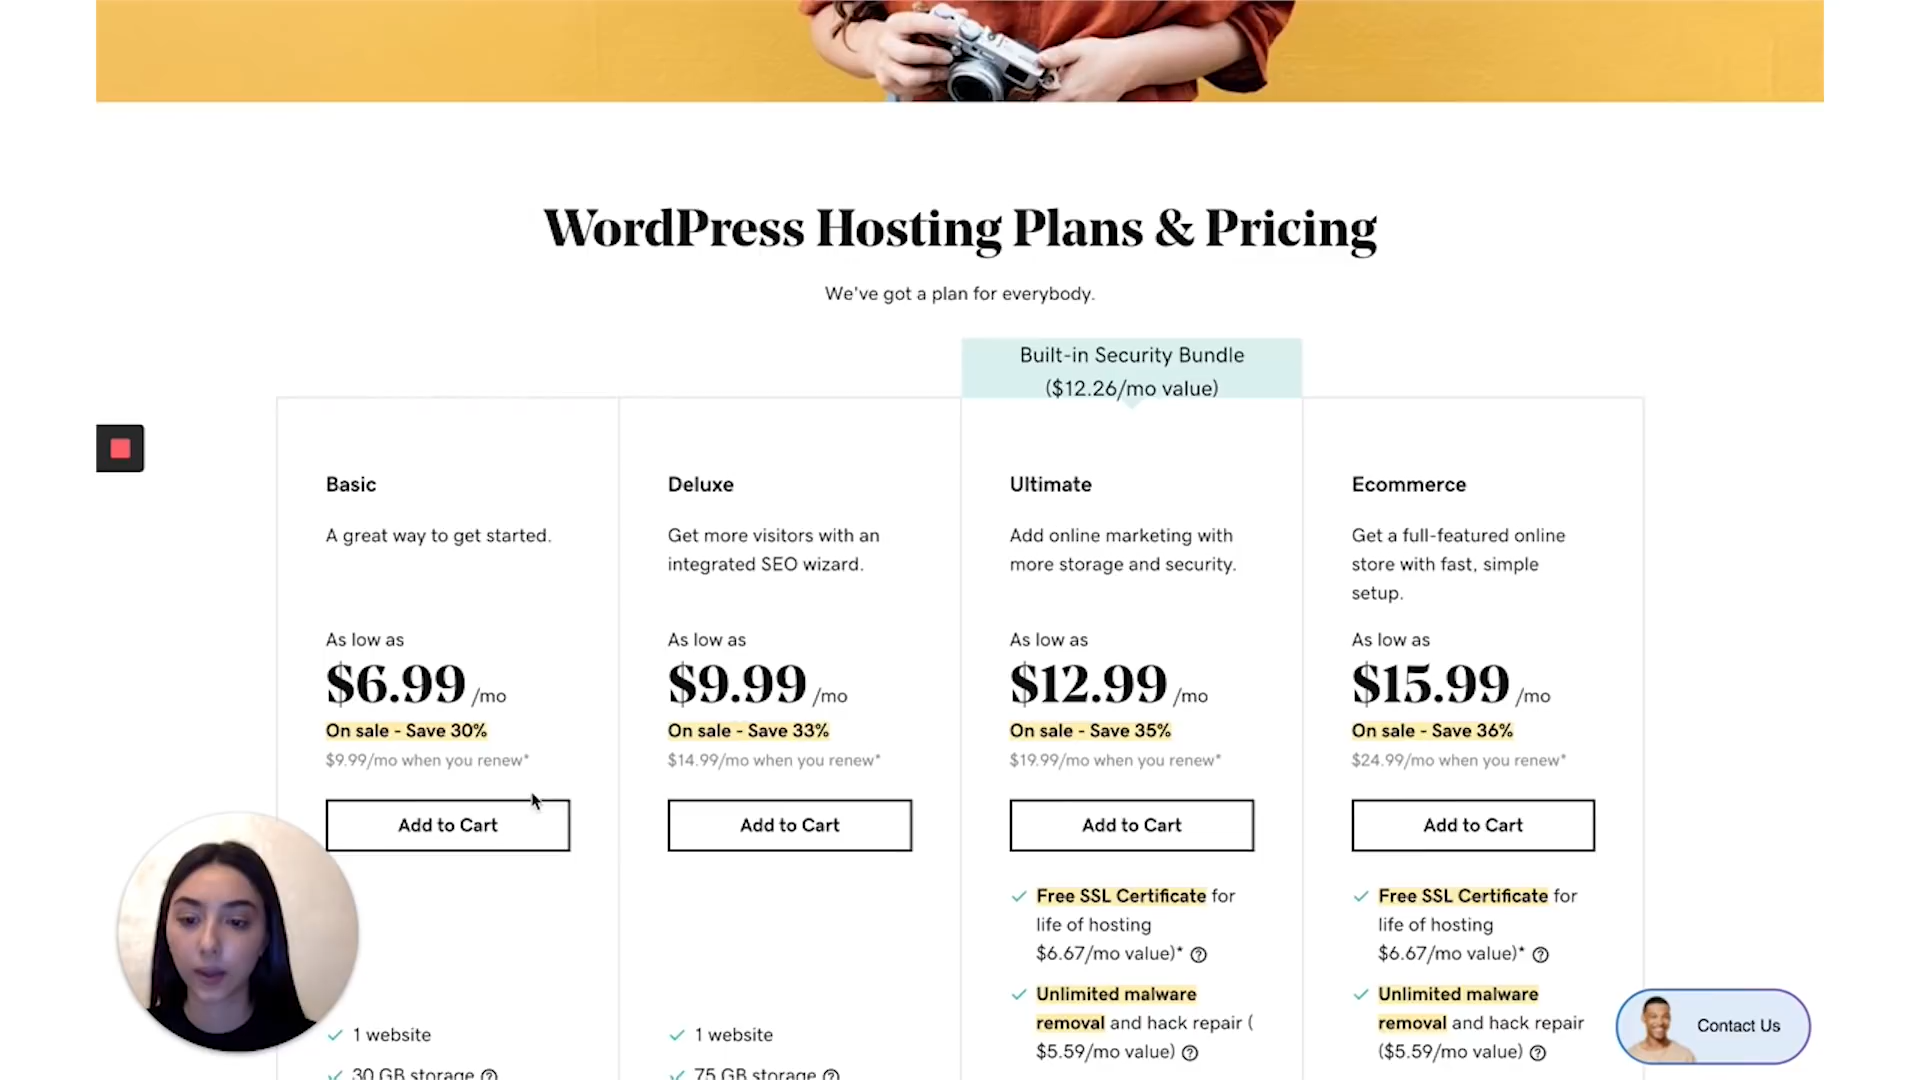 WordPress Hosting Plans & Pricing
We've got a plan for everybody.
Built-in Security Bundle
($12.26/mo value)
Basic
A great way to get started.
As low as
$6.99 /mo
On sale - Save 30%
$9.99/mo when you renew*
Add to Cart
1 website
30 GB storage
Deluxe
Get more visitors with an
integrated SEO wizard.
As low as
$9.99 /mo
On sale - Save 33%
$14.99/mo when you renew*
Add to Cart
1 website
75 GB storage
Ultimate
Add online marketing with
more storage and security.
As low as
$12.99 /mo
On sale - Save 35%
$19.99/mo when you renew*
Add to Cart
Free SSL Certificate for
life of hosting
$6.67/mo value)*
Unlimited malware
removal and hack repair (
$5.59/mo value)
Ecommerce
Get a full-featured online
store with fast, simple
setup.
As low as
$15.99 /mo
On sale - Save 36%
$24.99/mo when you renew*
Add to Cart
Free SSL Certificate for
life of hosting
$6.67/mo value)*
Unlimited malware
removal and hack repair
($5.59/mo value)
Contact Us